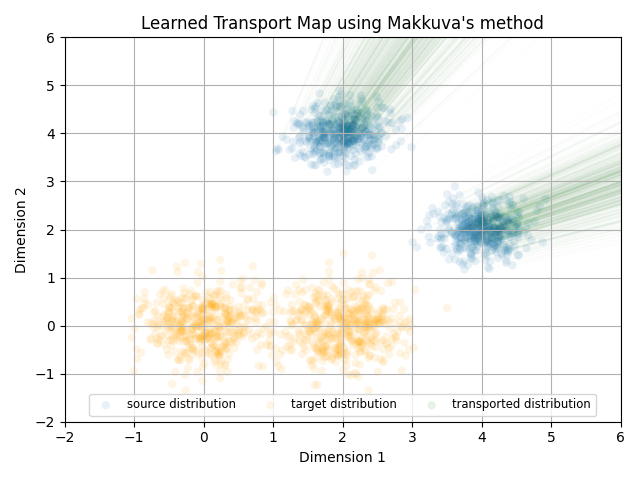 Learned Transport Map using Makkuva's method
6
5
4
3
2
1
0
−1
−2
Dimension 2
source distribution target distribution transported distribution
−2 −1 0 1 2 3 4 5 6
Dimension 1